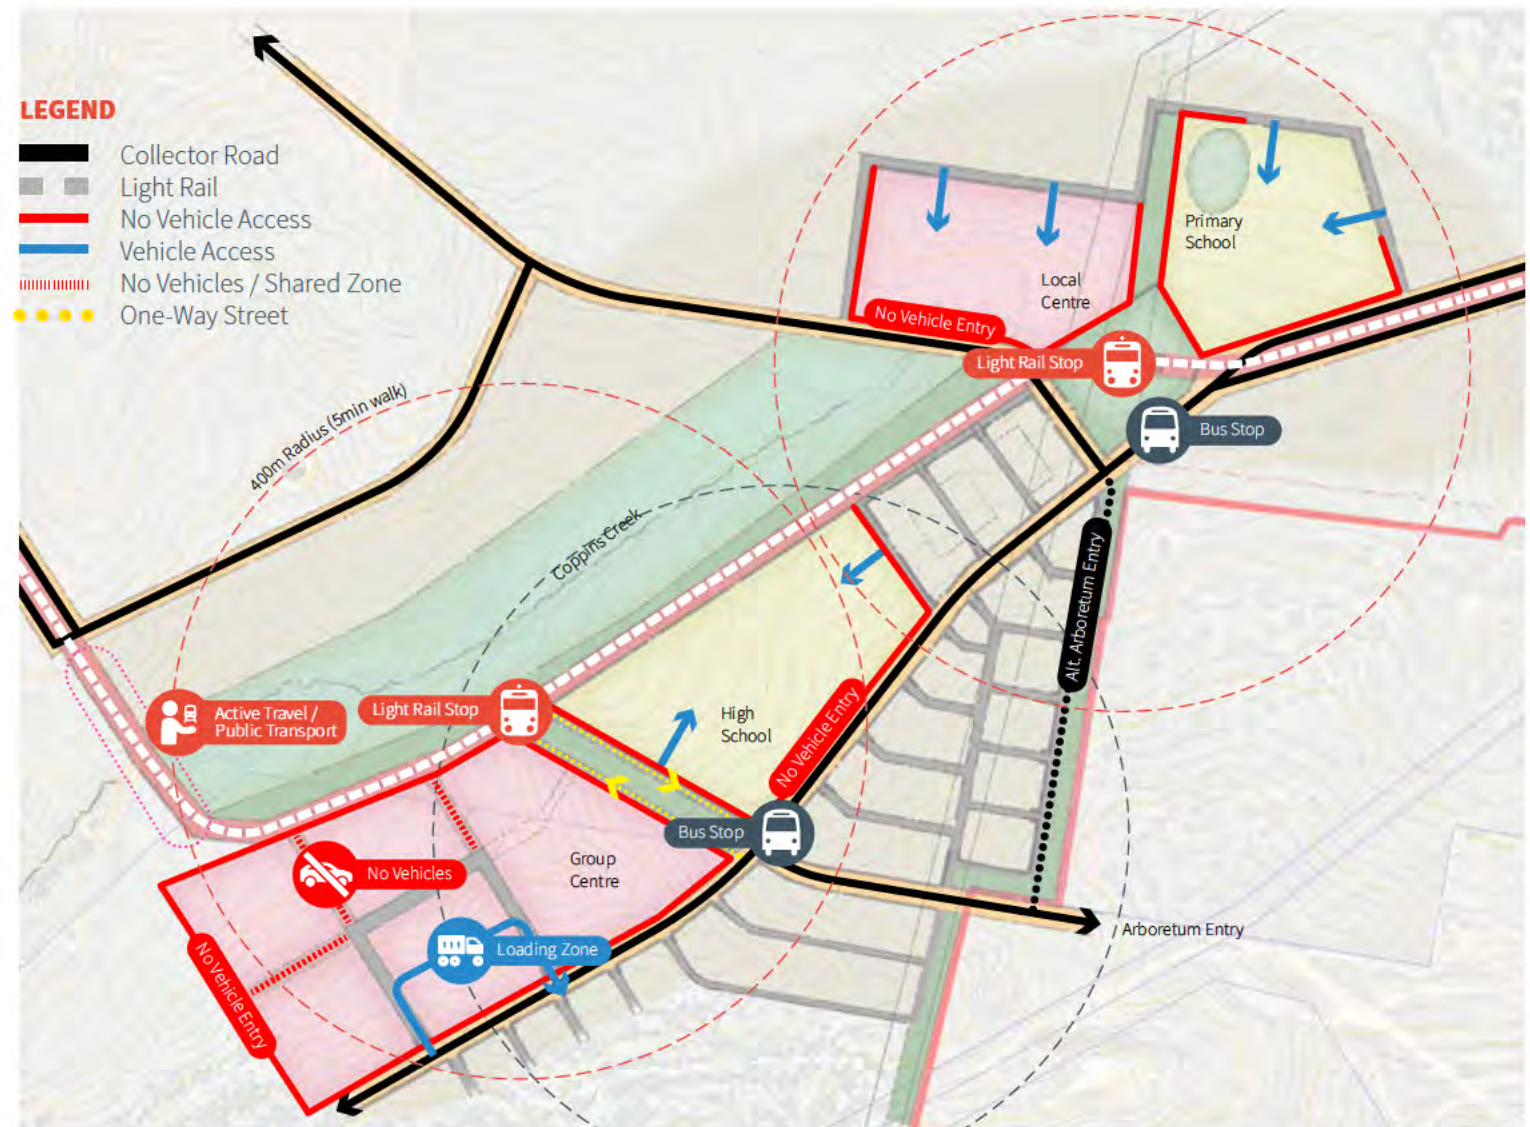 LEGEND
Collector Road
Light Rail
No Vehicle Access
Vehicle Access
No Vehicles / Shared Zone
One-Way Street
Primary
School
Local
Centre
No Vehicle Entry
Light Rail Stop
Bus Stop
400m Radius (5min walk)
Coppins Creek
Alt. Arboretum Entry
Active Travel /
Public Transport
Light Rail Stop
High
School
No Vehicle Entry
Bus Stop
Group
Centre
No Vehicles
Loading Zone
No Vehicle Entry
Arboretum Entry